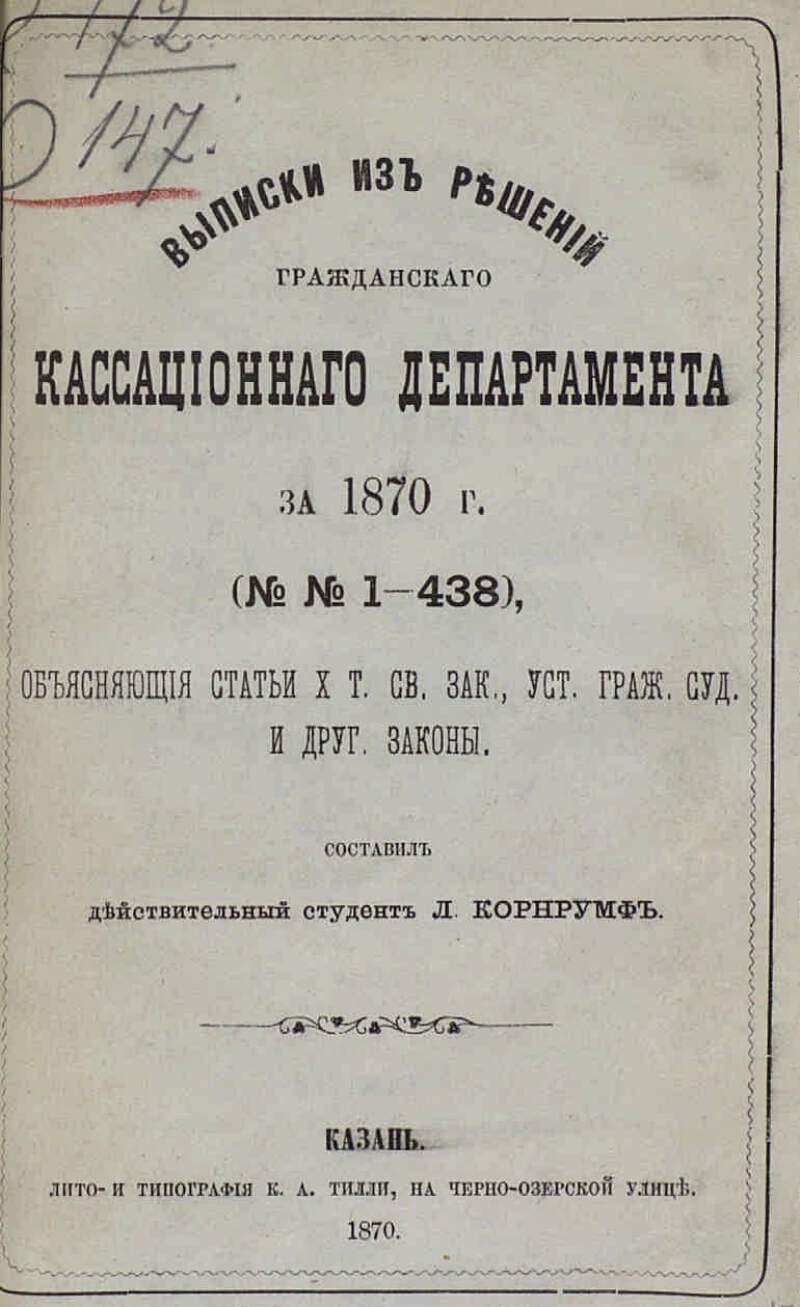 147.
ВЫПИСКИ ИЗЪ РѢШЕНІЙ
ГРАЖДАНСКАГО
КАССАЦІОННАГО ДЕПАРТАМЕНТА
ЗА 1870 Г.
(№ № 1—438),
ОБЪЯСНЯЮЩІЯ СТАТЬИ X Т. СВ. ЗАК., УСТ. ГРАЖ. СУД.
И ДРУГ. ЗАКОНЫ.
СОСТАВИЛЪ
дѣйствительный студентъ Л. КОРНРУМФЪ.
КАЗАНЬ.
ЛИТО- И ТИПОГРАФІЯ К. А. ТИЛЛИ, НА ЧЕРНО-ОЗЕРСКОЙ УЛИЦѢ.
1870.